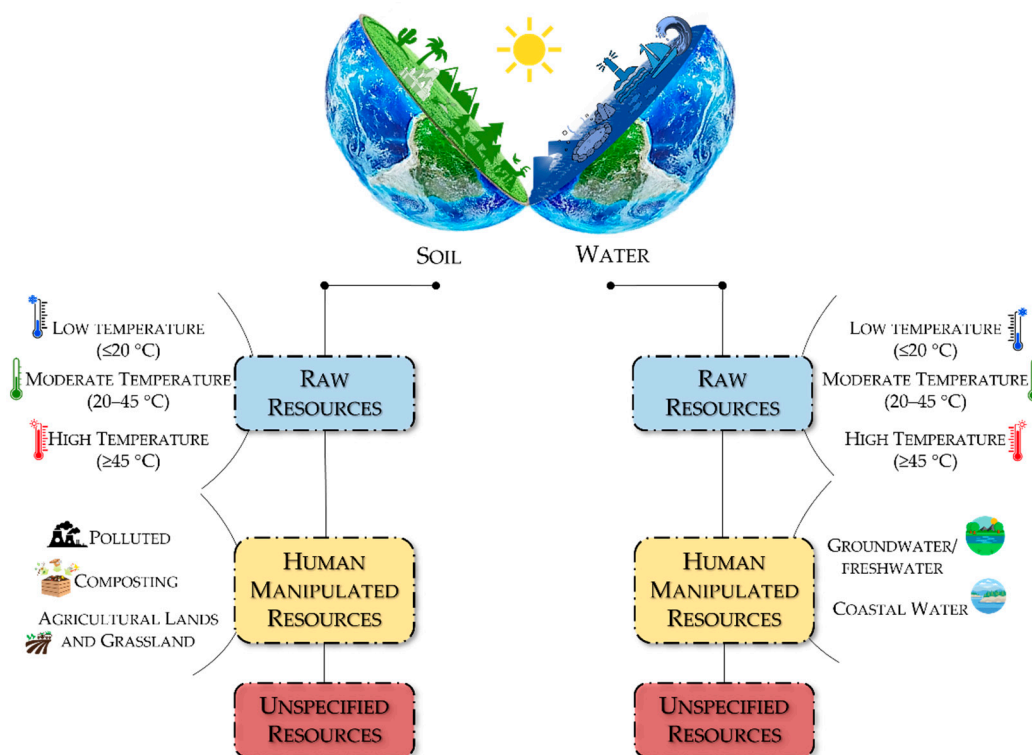 SOIL
WATER
LOW TEMPERATURE
(≤20 °C)
MODERATE TEMPERATURE
(20–45 °C)
HIGH TEMPERATURE
(≥45 °C)
RAW
RESOURCES
POLLUTED
COMPOSTING
AGRICULTURAL LANDS
AND GRASSLAND
HUMAN
MANIPULATED
RESOURCES
UNSPECIFIED
RESOURCES
RAW
RESOURCES
LOW TEMPERATURE
(≤20 °C)
MODERATE TEMPERATURE
(20–45 °C)
HIGH TEMPERATURE
(≥45 °C)
HUMAN
MANIPULATED
RESOURCES
GROUNDWATER/
FRESHWATER
COASTAL WATER
UNSPECIFIED
RESOURCES